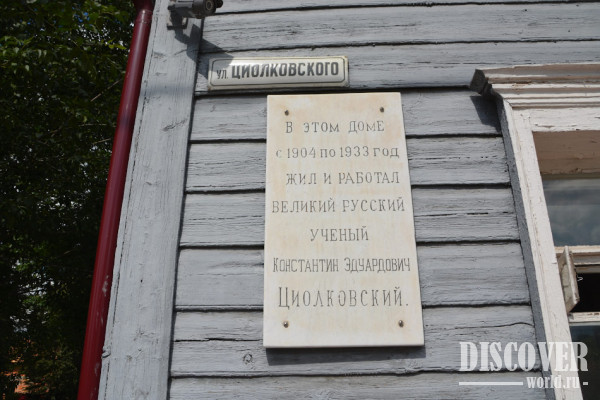 ул. ЦИОЛКОВСКОГО
В ЭТОМ ДОМЕ
С 1904 ПО 1933 ГОД
ЖИЛ И РАБОТАЛ
ВЕЛИКИЙ РУССКИЙ
УЧЕНЫЙ
КОНСТАНТИН ЭДУАРДОВИЧ
ЦИОЛКОВСКИЙ.
DISCOVER
world.ru